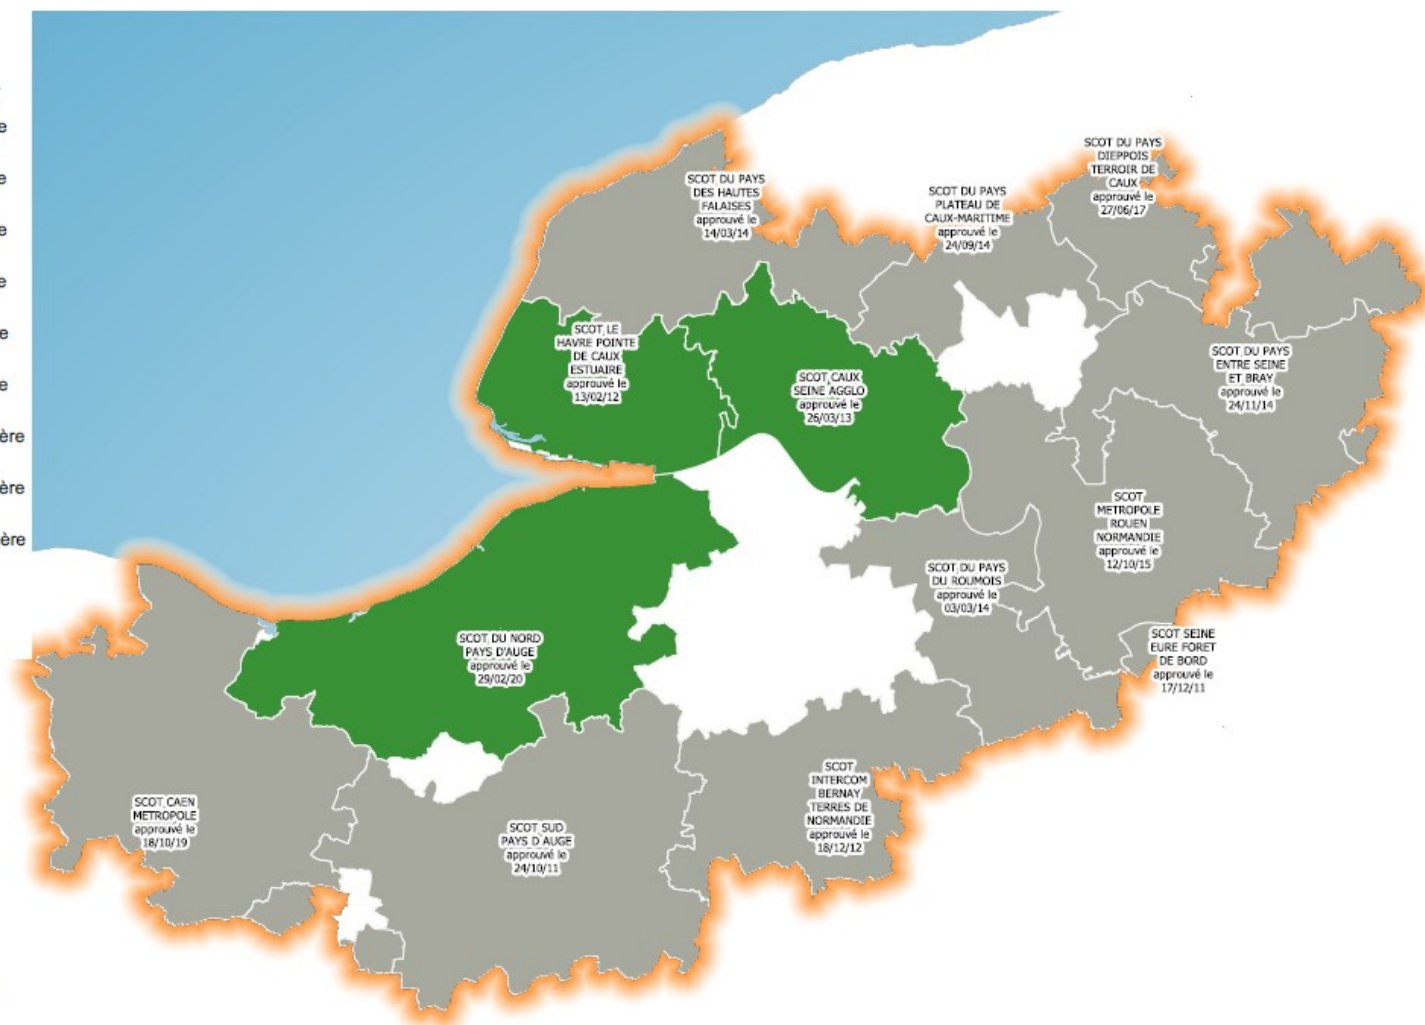 e
e
e
e
e
e
ère
ère
ère
SCOT DU PAYS
DES HAUTES
FALAISES
approuvé le
14/03/14
SCOT DU PAYS
PLATEAU DE
CAUX-MARITIME
approuvé le
24/09/14
SCOT DU PAYS
DIEPPOIS
TERROIR DE
CAUX
approuvé le
27/06/17
SCOT LE
HAVRE POINTE
DE CAUX
ESTUAIRE
approuvé le
13/02/12
SCOT CAUX
SEINE AGGLO
approuvé le
26/03/13
SCOT DU PAYS
ENTRE SEINE
ET BRAY
approuvé le
24/11/14
SCOT
METROPOLE
ROUEN
NORMANDIE
approuvé le
12/10/15
SCOT DU PAYS
DU ROUMOIS
approuvé le
03/03/14
SCOT DU NORD
PAYS D'AUGE
approuvé le
29/02/20
SCOT SEINE
EURE FORET
DE BORD
approuvé le
17/12/11
SCOT CAEN
METROPOLE
approuvé le
18/10/19
SCOT SUD
PAYS D'AUGE
approuvé le
24/10/11
SCOT
INTERCOM
BERNAY
TERRES DE
NORMANDIE
approuvé le
18/12/12